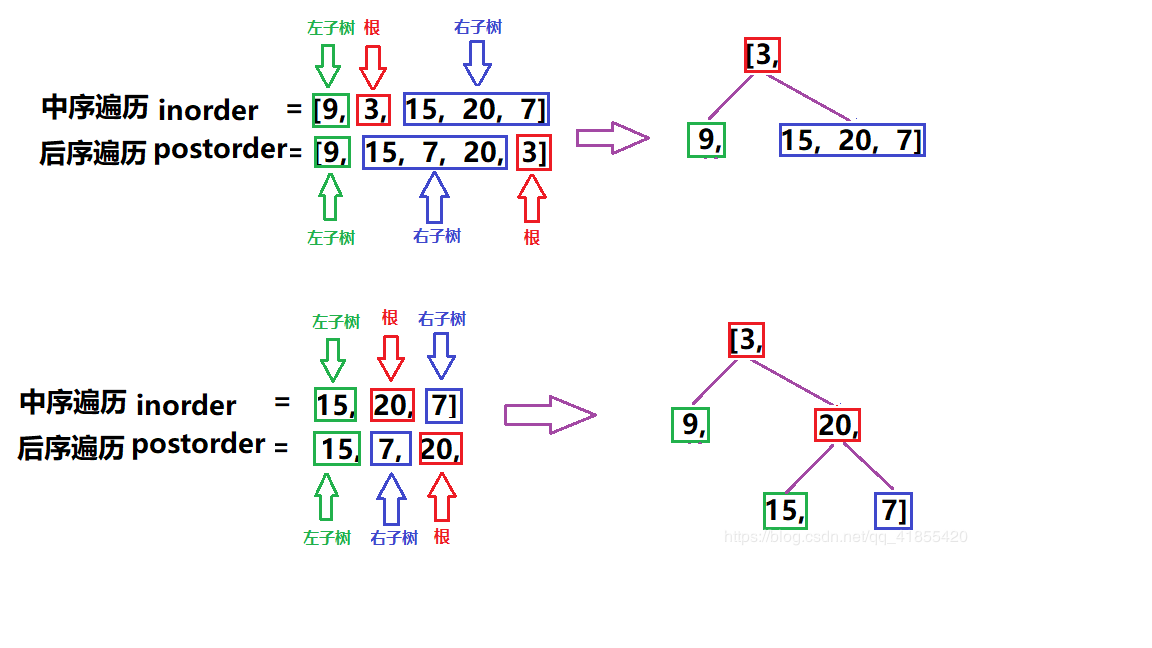 左子树 根 右子树
[3,
中序遍历 inorder = [9, 3, 15, 20, 7]
9, 15, 20, 7]
后序遍历 postorder= [9, 15, 7, 20, 3]
左子树 右子树 根
左子树 根 右子树
[3,
中序遍历 inorder = 15, 20, 7]
9, 20,
后序遍历 postorder = 15, 7, 20,
15, 7]
左子树 右子树 根
https://blog.csdn.net/qq_41855420